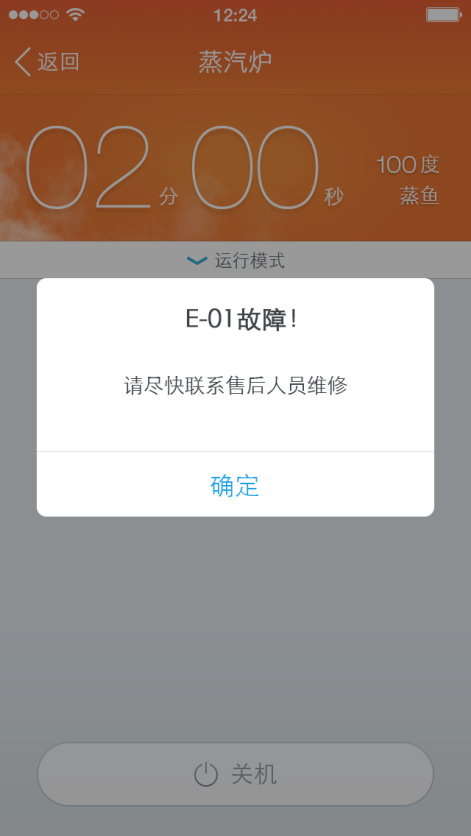 12:24
返回
蒸汽炉
02分00秒
100度
蒸鱼
运行模式
E-01故障!
请尽快联系售后人员维修
确定
关机